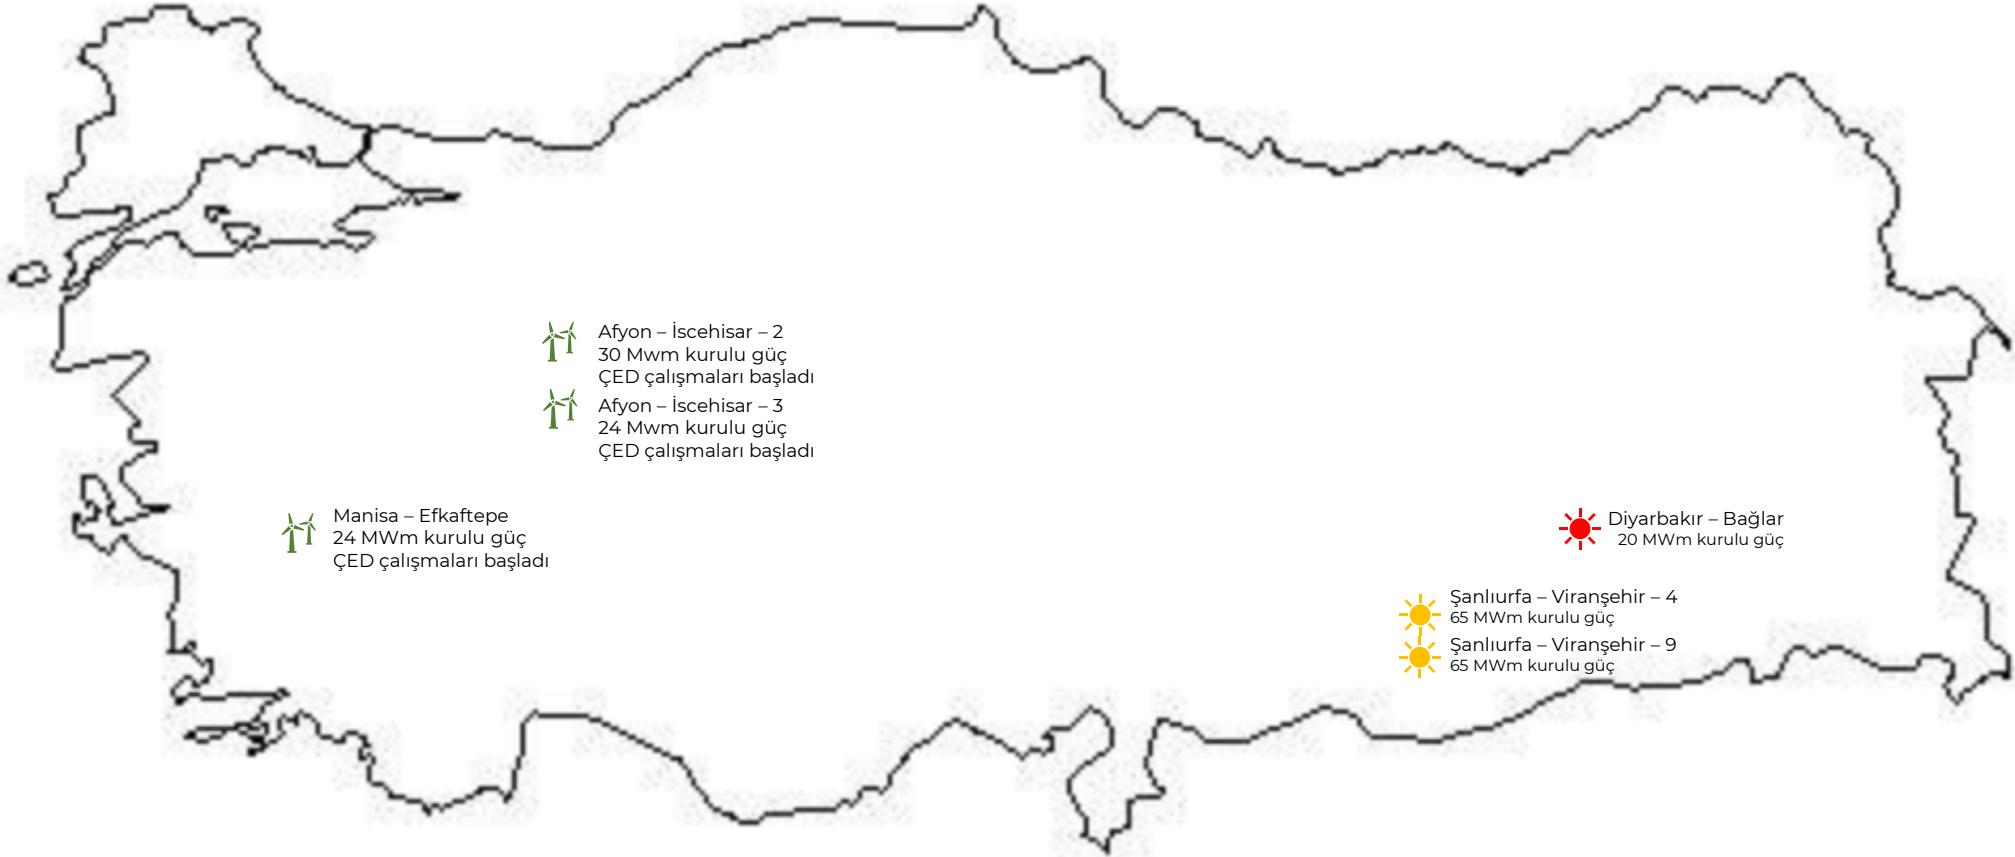 Afyon – İscehisar – 2
30 Mwm kurulu güç
ÇED çalışmaları başladı
Afyon – İscehisar – 3
24 Mwm kurulu güç
ÇED çalışmaları başladı
Manisa – Efkaftepe
24 MWm kurulu güç
ÇED çalışmaları başladı
Diyarbakır – Bağlar
20 MWm kurulu güç
Şanlıurfa – Viranşehir – 4
65 MWm kurulu güç
Şanlıurfa – Viranşehir – 9
65 MWm kurulu güç